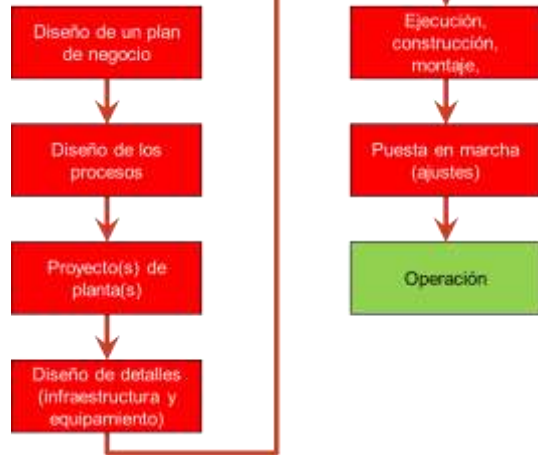 Diseño de un plan
de negocio
Diseño de los
procesos
Proyecto(s) de
planta(s)
Diseño de detalles
(infraestructura y
equipamiento)
Ejecución,
construcción,
montaje,
Puesta en marcha
(ajustes)
Operación